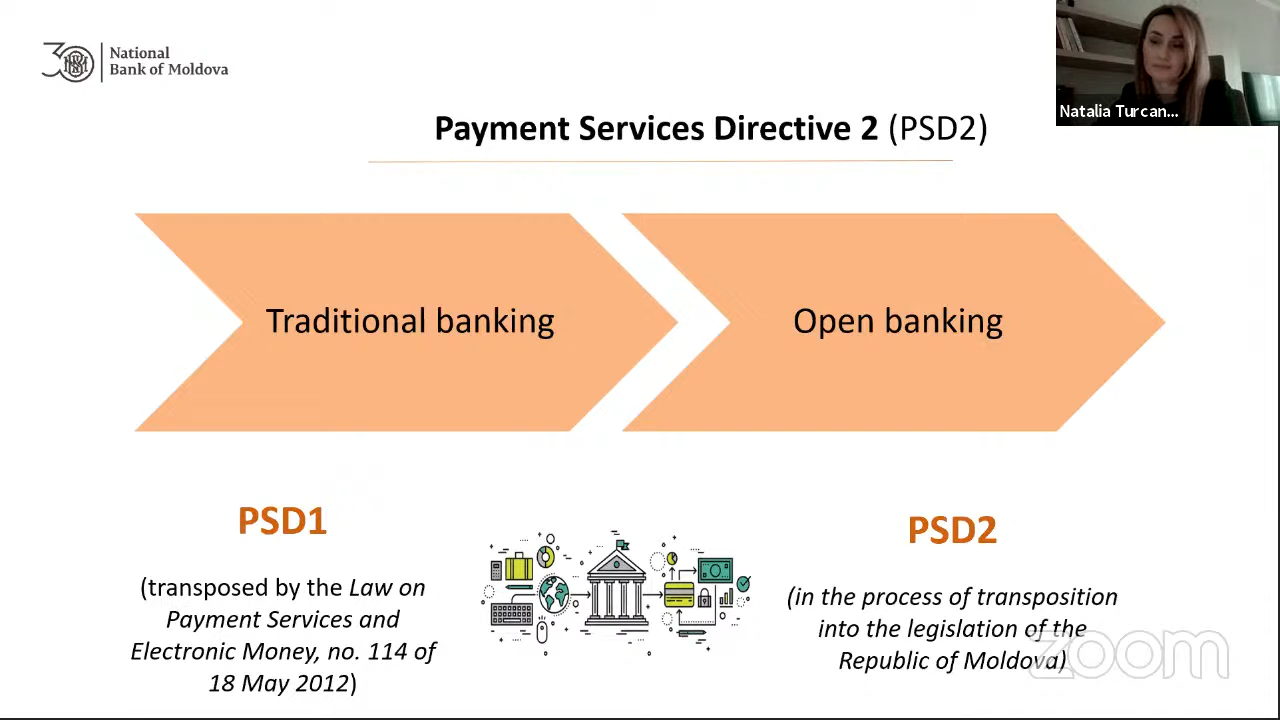 30 National
Bank of Moldova
Natalia Turcan...
Payment Services Directive 2 (PSD2)
Traditional banking
Open banking
PSD1
(transposed by the Law on
Payment Services and
Electronic Money, no. 114 of
18 May 2012)
PSD2
(in the process of transposition
into the legislation of the
Republic of Moldova)
zoom